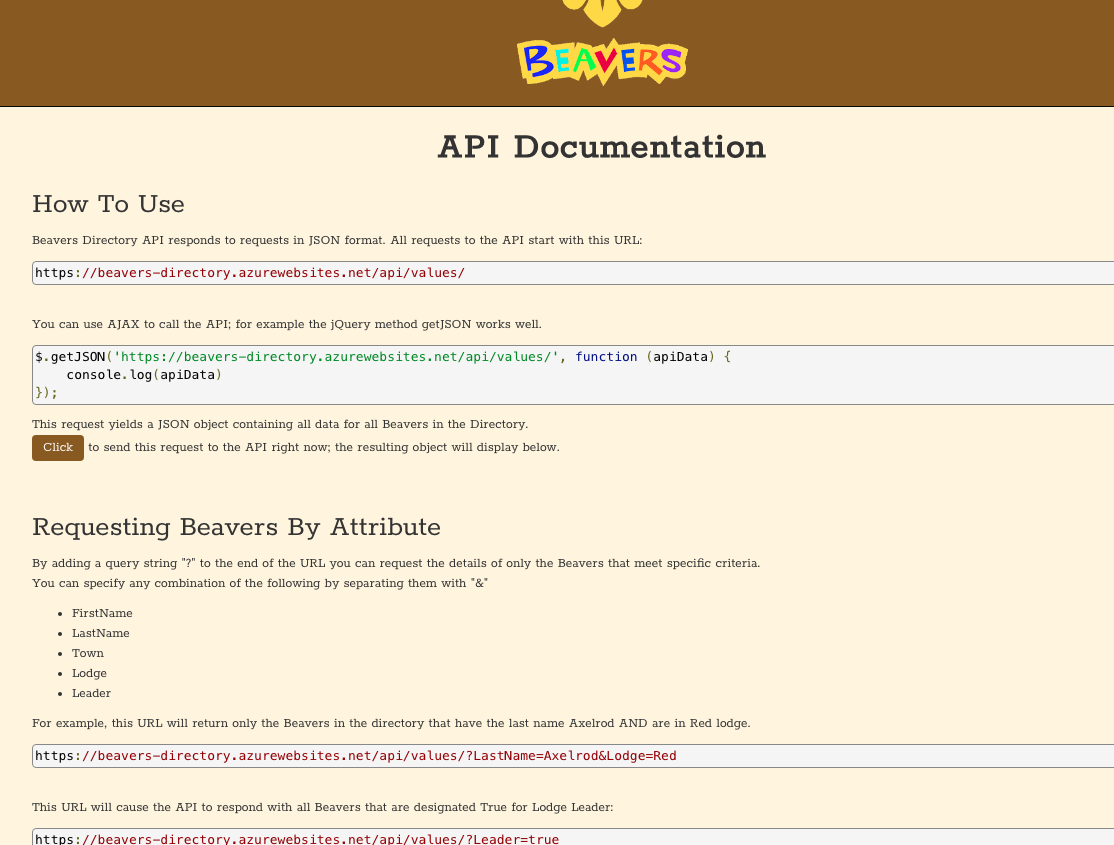 BEAVERS
API Documentation
How To Use
Beavers Directory API responds to requests in JSON format. All requests to the API start with this URL:
https://beavers-directory.azurewebsites.net/api/values/
You can use AJAX to call the API; for example the jQuery method getJSON works well.
$.getJSON('https://beavers-directory.azurewebsites.net/api/values/', function (apiData) {
    console.log(apiData)
});
This request yields a JSON object containing all data for all Beavers in the Directory.
Click to send this request to the API right now; the resulting object will display below.
Requesting Beavers By Attribute
By adding a query string "?" to the end of the URL you can request the details of only the Beavers that meet specific criteria.
You can specify any combination of the following by separating them with "&"
• FirstName
• LastName
• Town
• Lodge
• Leader
For example, this URL will return only the Beavers in the directory that have the last name Axelrod AND are in Red lodge.
https://beavers-directory.azurewebsites.net/api/values/?LastName=Axelrod&Lodge=Red
This URL will cause the API to respond with all Beavers that are designated True for Lodge Leader:
https://beavers-directory.azurewebsites.net/api/values/?Leader=true